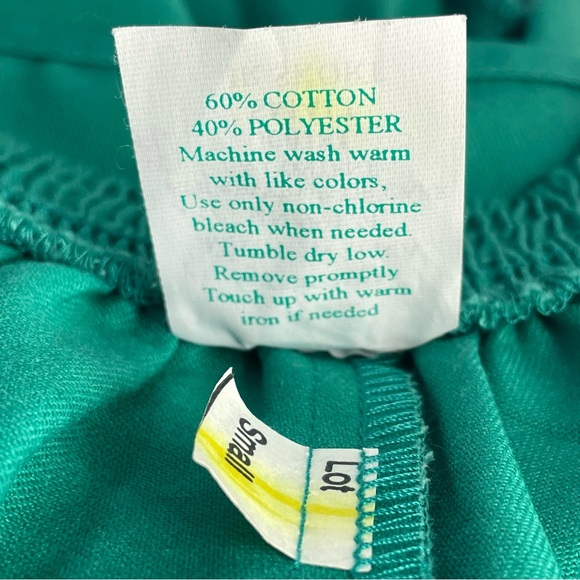 60% COTTON
40% POLYESTER
Machine wash warm
with like colors,
Use only non-chlorine
bleach when needed.
Tumble dry low.
Remove promptly
Touch up with warm
iron if needed
Small
Lot